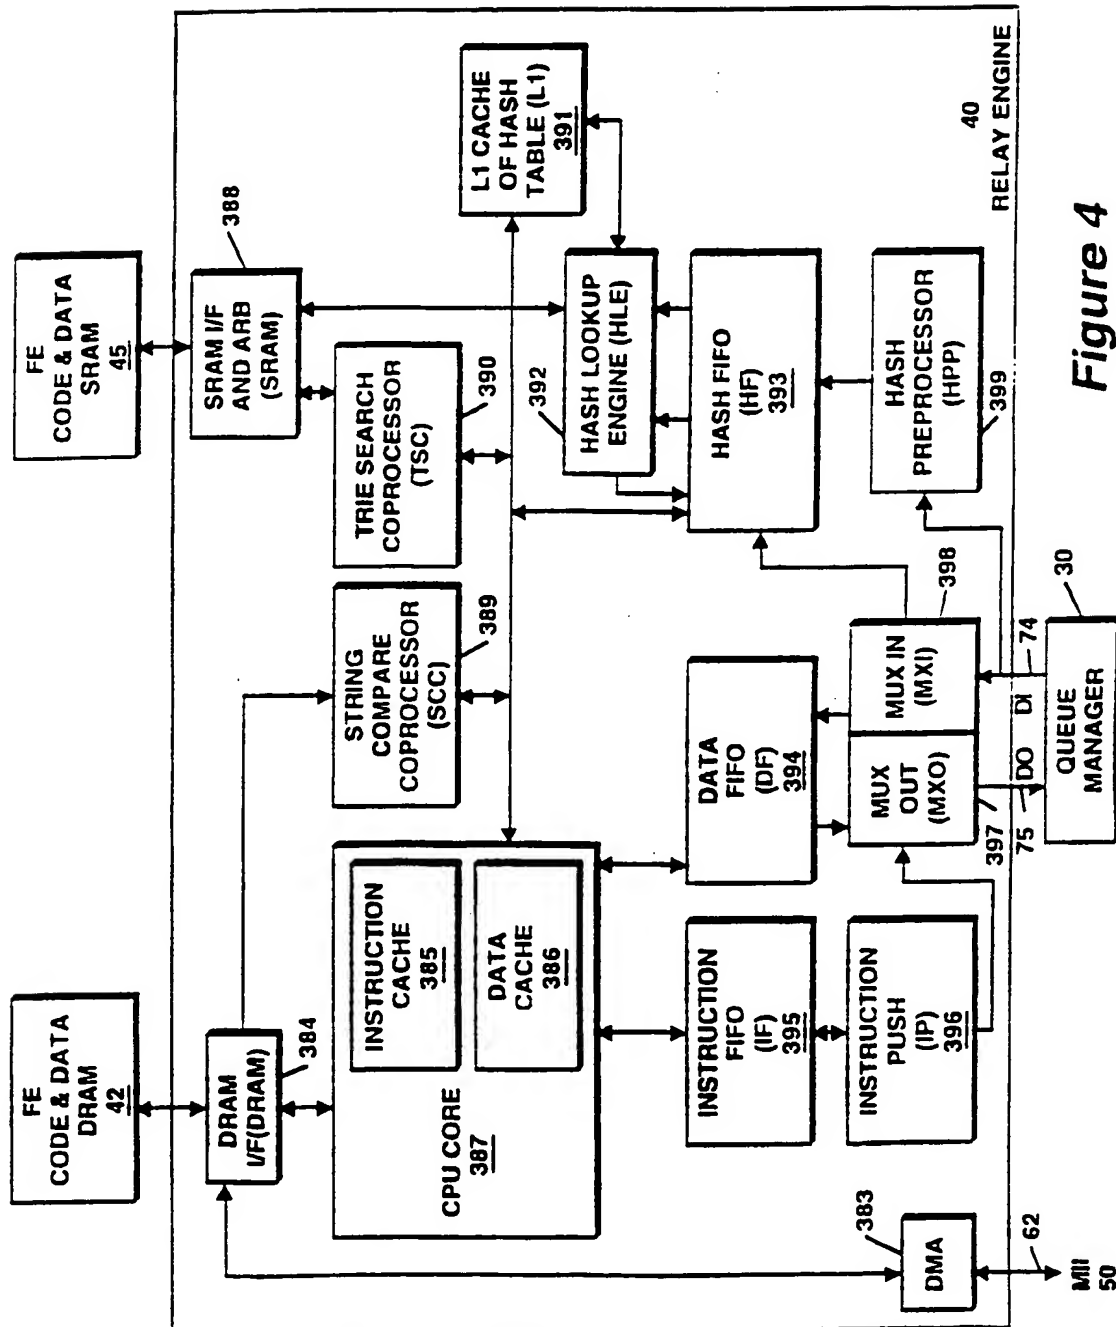 FE
CODE & DATA
DRAM
42
FE
CODE & DATA
SRAM
45
DRAM
I/F(DRAM)
384
SRAM I/F
AND ARB
(SRAM)
388
CPU CORE
387
INSTRUCTION
CACHE
385
DATA
CACHE
386
STRING
COMPARE
COPROCESSOR
(SCC)
389
TRIE SEARCH
COPROCESSOR
(TSC)
390
L1 CACHE
OF HASH
TABLE (L1)
391
392
HASH LOOKUP
ENGINE (HLE)
INSTRUCTION
FIFO
(IF)
395
DATA
FIFO
(DF)
394
HASH FIFO
(HF)
393
INSTRUCTION
PUSH
(IP)
396
MUX
OUT
(MXO)
397
MUX IN
(MXI)
398
HASH
PREPROCESSOR
(HPP)
399
DMA
383
62
MII
50
75
DO
DI
74
QUEUE
MANAGER
30
40
RELAY ENGINE
Figure 4